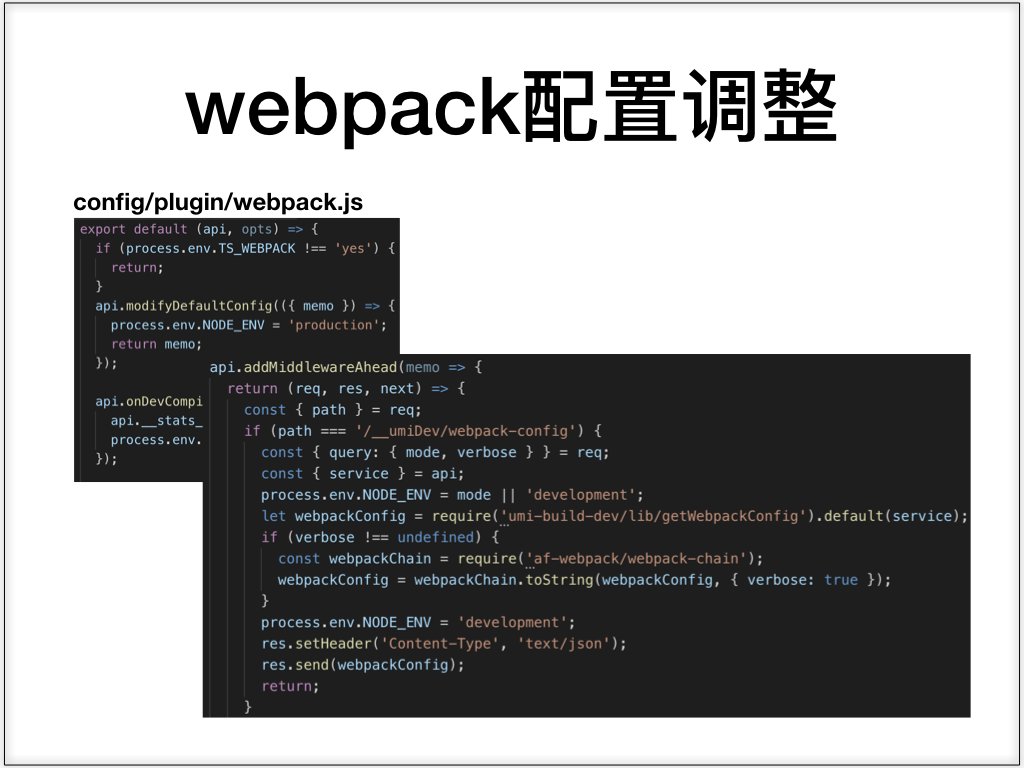 webpack配置调整
config/plugin/webpack.js
export default (api, opts) => {
if (process.env.TS_WEBPACK !== 'yes') {
return;
}
api.modifyDefaultConfig(({ memo }) => {
process.env.NODE_ENV = 'production';
return memo;
});
api.onDevCompi
api.__stats_
process.env.
});
api.addMiddlewareAhead(memo => {
return (req, res, next) => {
const { path } = req;
if (path === '/__umiDev/webpack-config') {
const { query: { mode, verbose } } = req;
const { service } = api;
process.env.NODE_ENV = mode || 'development';
let webpackConfig = require('umi-build-dev/lib/getWebpackConfig').default(service);
if (verbose !== undefined) {
const webpackChain = require('af-webpack/webpack-chain');
webpackConfig = webpackChain.toString(webpackConfig, { verbose: true });
}
process.env.NODE_ENV = 'development';
res.setHeader('Content-Type', 'text/json');
res.send(webpackConfig);
return;
}